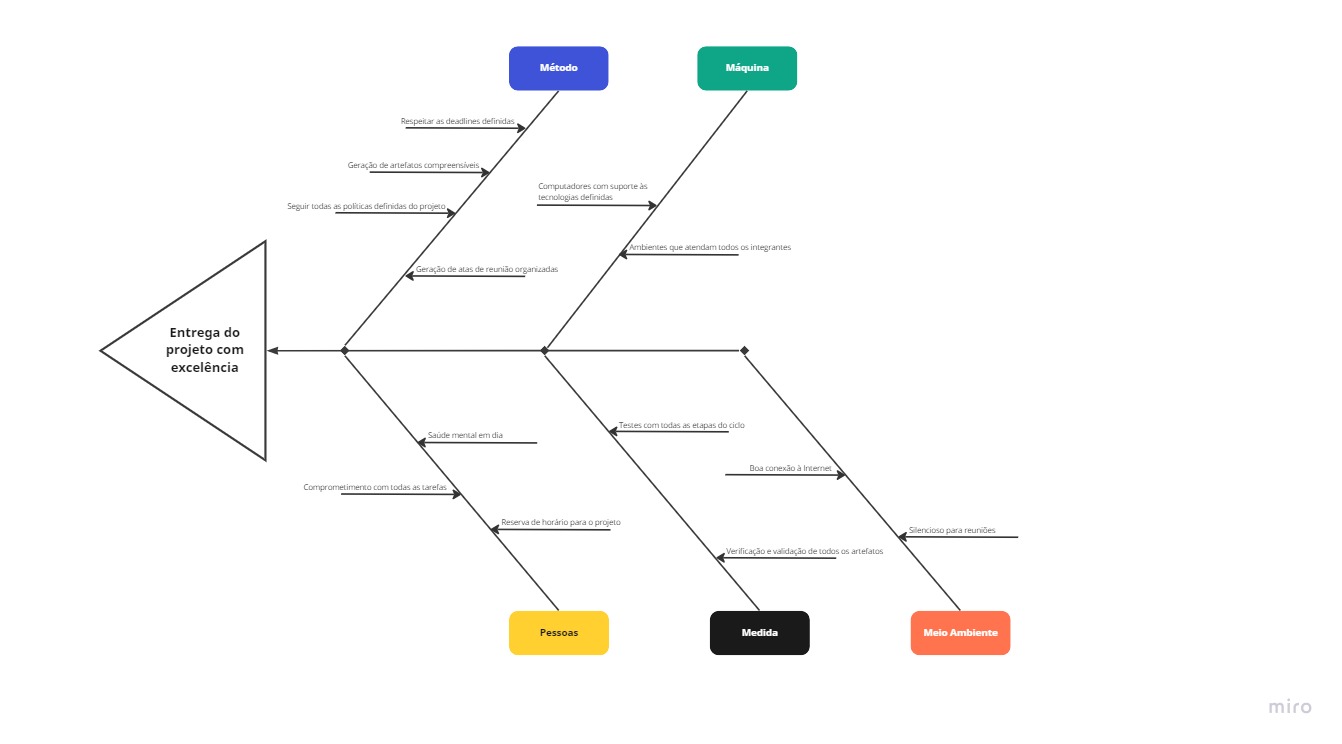 Método
Máquina
Respeitar as deadlines definidas
Geração de artefatos compreensíveis
Computadores com suporte às
tecnologias definidas
Seguir todas as políticas definidas do projeto
Ambientes que atendam todos os integrantes
Geração de atas de reunião organizadas
Entrega do
projeto com
excelência
Testes com todas as etapas do ciclo
Saúde mental em dia
Boa conexão à Internet
Comprometimento com todas as tarefas
Reserva de horário para o projeto
Silencioso para reuniões
Verificação e validação de todos os artefatos
Pessoas
Medida
Meio Ambiente
miro